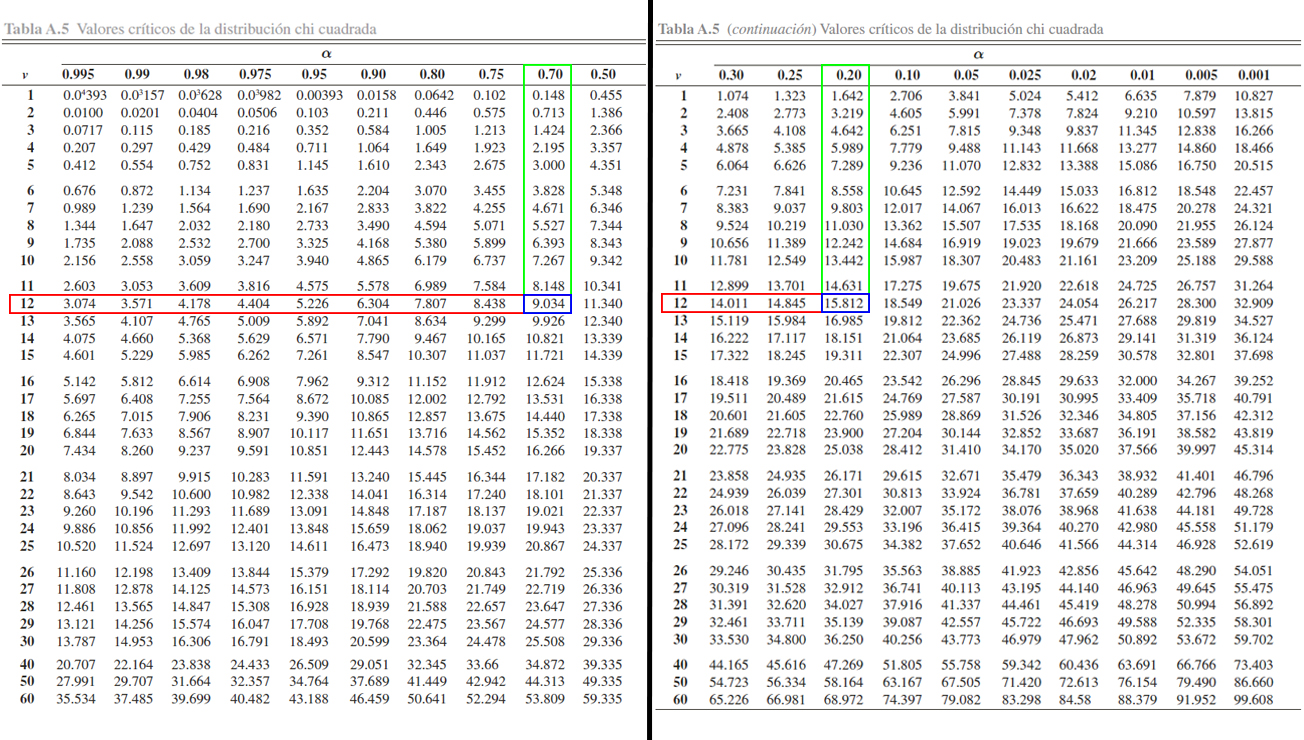 Tabla A.5 Valores críticos de la distribución chi cuadrada
α
v 0.995 0.99 0.98 0.975 0.95 0.90 0.80 0.75 0.70 0.50
1 0.0⁴393 0.0³157 0.0³628 0.0³982 0.00393 0.0158 0.0642 0.102 0.148 0.455
2 0.0100 0.0201 0.0404 0.0506 0.103 0.211 0.446 0.575 0.713 1.386
3 0.0717 0.115 0.185 0.216 0.352 0.584 1.005 1.213 1.424 2.366
4 0.207 0.297 0.429 0.484 0.711 1.064 1.649 1.923 2.195 3.357
5 0.412 0.554 0.752 0.831 1.145 1.610 2.343 2.675 3.000 4.351
6 0.676 0.872 1.134 1.237 1.635 2.204 3.070 3.455 3.828 5.348
7 0.989 1.239 1.564 1.690 2.167 2.833 3.822 4.255 4.671 6.346
8 1.344 1.647 2.032 2.180 2.733 3.490 4.594 5.071 5.527 7.344
9 1.735 2.088 2.532 2.700 3.325 4.168 5.380 5.899 6.393 8.343
10 2.156 2.558 3.059 3.247 3.940 4.865 6.179 6.737 7.267 9.342
11 2.603 3.053 3.609 3.816 4.575 5.578 6.989 7.584 8.148 10.341
12 3.074 3.571 4.178 4.404 5.226 6.304 7.807 8.438 9.034 11.340
13 3.565 4.107 4.765 5.009 5.892 7.041 8.634 9.299 9.926 12.340
14 4.075 4.660 5.368 5.629 6.571 7.790 9.467 10.165 10.821 13.339
15 4.601 5.229 5.985 6.262 7.261 8.547 10.307 11.037 11.721 14.339
16 5.142 5.812 6.614 6.908 7.962 9.312 11.152 11.912 12.624 15.338
17 5.697 6.408 7.255 7.564 8.672 10.085 12.002 12.792 13.531 16.338
18 6.265 7.015 7.906 8.231 9.390 10.865 12.857 13.675 14.440 17.338
19 6.844 7.633 8.567 8.907 10.117 11.651 13.716 14.562 15.352 18.338
20 7.434 8.260 9.237 9.591 10.851 12.443 14.578 15.452 16.266 19.337
21 8.034 8.897 9.915 10.283 11.591 13.240 15.445 16.344 17.182 20.337
22 8.643 9.542 10.600 10.982 12.338 14.041 16.314 17.240 18.101 21.337
23 9.260 10.196 11.293 11.689 13.091 14.848 17.187 18.137 19.021 22.337
24 9.886 10.856 11.992 12.401 13.848 15.659 18.062 19.037 19.943 23.337
25 10.520 11.524 12.697 13.120 14.611 16.473 18.940 19.939 20.867 24.337
26 11.160 12.198 13.409 13.844 15.379 17.292 19.820 20.843 21.792 25.336
27 11.808 12.878 14.125 14.573 16.151 18.114 20.703 21.749 22.719 26.336
28 12.461 13.565 14.847 15.308 16.928 18.939 21.588 22.657 23.647 27.336
29 13.121 14.256 15.574 16.047 17.708 19.768 22.475 23.567 24.577 28.336
30 13.787 14.953 16.306 16.791 18.493 20.599 23.364 24.478 25.508 29.336
40 20.707 22.164 23.838 24.433 26.509 29.051 32.345 33.66 34.872 39.335
50 27.991 29.707 31.664 32.357 34.764 37.689 41.449 42.942 44.313 49.335
60 35.534 37.485 39.699 40.482 43.188 46.459 50.641 52.294 53.809 59.335
Tabla A.5 (continuación) Valores críticos de la distribución chi cuadrada
α
v 0.30 0.25 0.20 0.10 0.05 0.025 0.02 0.01 0.005 0.001
1 1.074 1.323 1.642 2.706 3.841 5.024 5.412 6.635 7.879 10.827
2 2.408 2.773 3.219 4.605 5.991 7.378 7.824 9.210 10.597 13.815
3 3.665 4.108 4.642 6.251 7.815 9.348 9.837 11.345 12.838 16.266
4 4.878 5.385 5.989 7.779 9.488 11.143 11.668 13.277 14.860 18.466
5 6.064 6.626 7.289 9.236 11.070 12.832 13.388 15.086 16.750 20.515
6 7.231 7.841 8.558 10.645 12.592 14.449 15.033 16.812 18.548 22.457
7 8.383 9.037 9.803 12.017 14.067 16.013 16.622 18.475 20.278 24.321
8 9.524 10.219 11.030 13.362 15.507 17.535 18.168 20.090 21.955 26.124
9 10.656 11.389 12.242 14.684 16.919 19.023 19.679 21.666 23.589 27.877
10 11.781 12.549 13.442 15.987 18.307 20.483 21.161 23.209 25.188 29.588
11 12.899 13.701 14.631 17.275 19.675 21.920 22.618 24.725 26.757 31.264
12 14.011 14.845 15.812 18.549 21.026 23.337 24.054 26.217 28.300 32.909
13 15.119 15.984 16.985 19.812 22.362 24.736 25.471 27.688 29.819 34.527
14 16.222 17.117 18.151 21.064 23.685 26.119 26.873 29.141 31.319 36.124
15 17.322 18.245 19.311 22.307 24.996 27.488 28.259 30.578 32.801 37.698
16 18.418 19.369 20.465 23.542 26.296 28.845 29.633 32.000 34.267 39.252
17 19.511 20.489 21.615 24.769 27.587 30.191 30.995 33.409 35.718 40.791
18 20.601 21.605 22.760 25.989 28.869 31.526 32.346 34.805 37.156 42.312
19 21.689 22.718 23.900 27.204 30.144 32.852 33.687 36.191 38.582 43.819
20 22.775 23.828 25.038 28.412 31.410 34.170 35.020 37.566 39.997 45.314
21 23.858 24.935 26.171 29.615 32.671 35.479 36.343 38.932 41.401 46.796
22 24.939 26.039 27.301 30.813 33.924 36.781 37.659 40.289 42.796 48.268
23 26.018 27.141 28.429 32.007 35.172 38.076 38.968 41.638 44.181 49.728
24 27.096 28.241 29.553 33.196 36.415 39.364 40.270 42.980 45.558 51.179
25 28.172 29.339 30.675 34.382 37.652 40.646 41.566 44.314 46.928 52.619
26 29.246 30.435 31.795 35.563 38.885 41.923 42.856 45.642 48.290 54.051
27 30.319 31.528 32.912 36.741 40.113 43.195 44.140 46.963 49.645 55.475
28 31.391 32.620 34.027 37.916 41.337 44.461 45.419 48.278 50.994 56.892
29 32.461 33.711 35.139 39.087 42.557 45.722 46.693 49.588 52.335 58.301
30 33.530 34.800 36.250 40.256 43.773 46.979 47.962 50.892 53.672 59.702
40 44.165 45.616 47.269 51.805 55.758 59.342 60.436 63.691 66.766 73.403
50 54.723 56.334 58.164 63.167 67.505 71.420 72.613 76.154 79.490 86.660
60 65.226 66.981 68.972 74.397 79.082 83.298 84.58 88.379 91.952 99.608